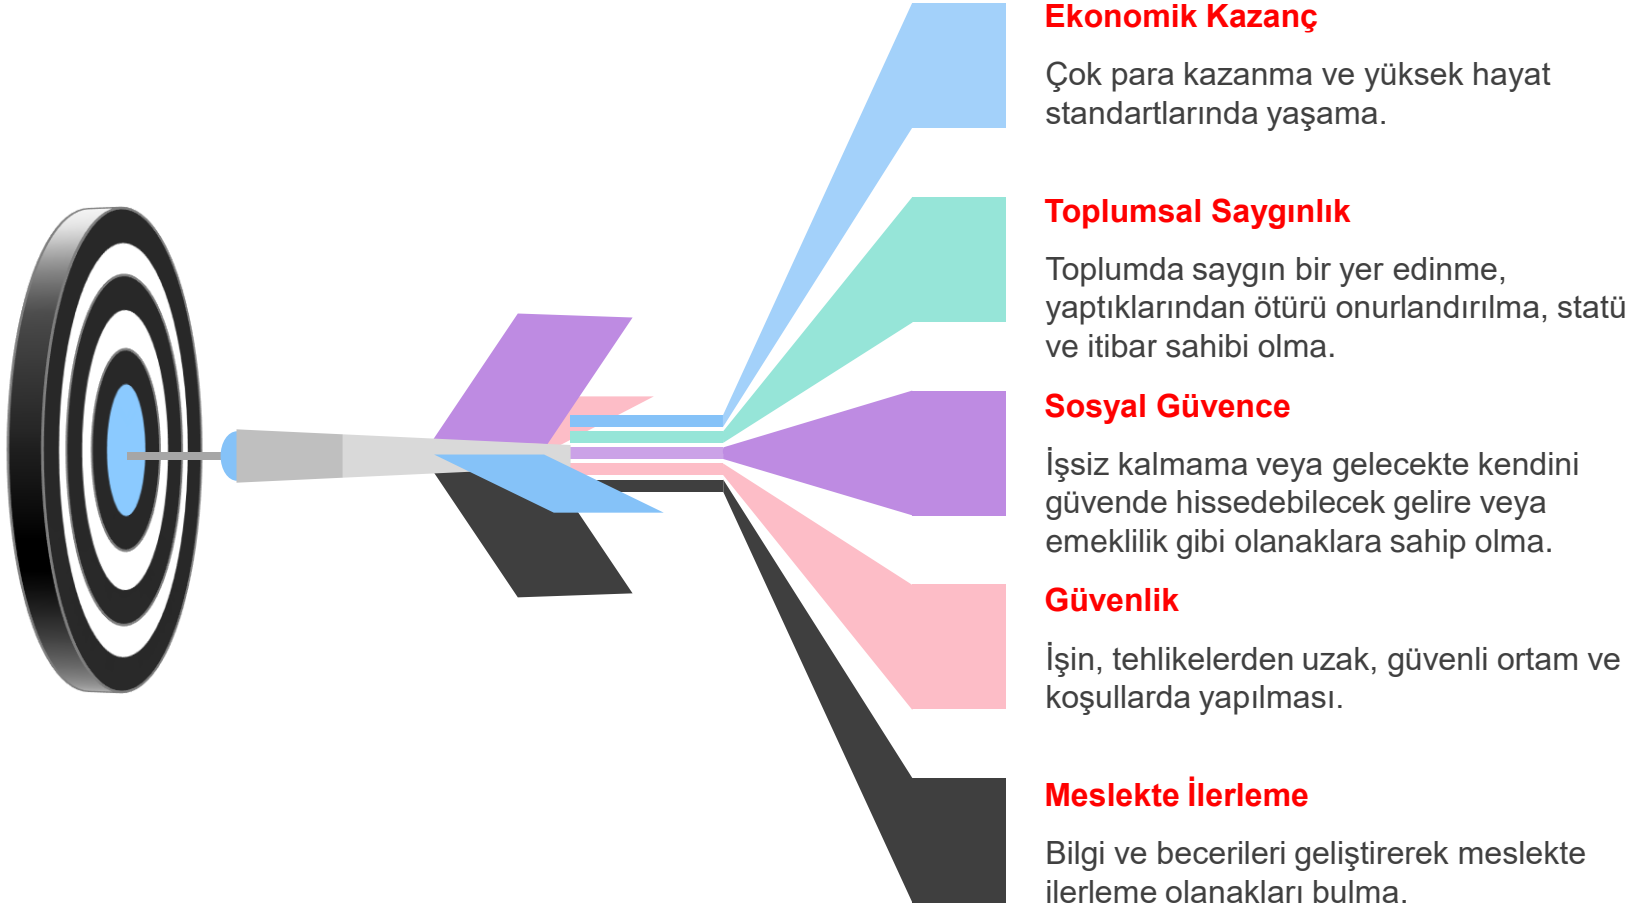 Ekonomik Kazanç
Çok para kazanma ve yüksek hayat
standartlarında yaşama.
Toplumsal Saygınlık
Toplumda saygın bir yer edinme,
yaptıklarından ötürü onurlandırılma, statü
ve itibar sahibi olma.
Sosyal Güvence
İşsiz kalmama veya gelecekte kendini
güvende hissedebilecek gelire veya
emeklilik gibi olanaklara sahip olma.
Güvenlik
İşin, tehlikelerden uzak, güvenli ortam ve
koşullarda yapılması.
Meslekte İlerleme
Bilgi ve becerileri geliştirerek meslekte
ilerleme olanakları bulma.